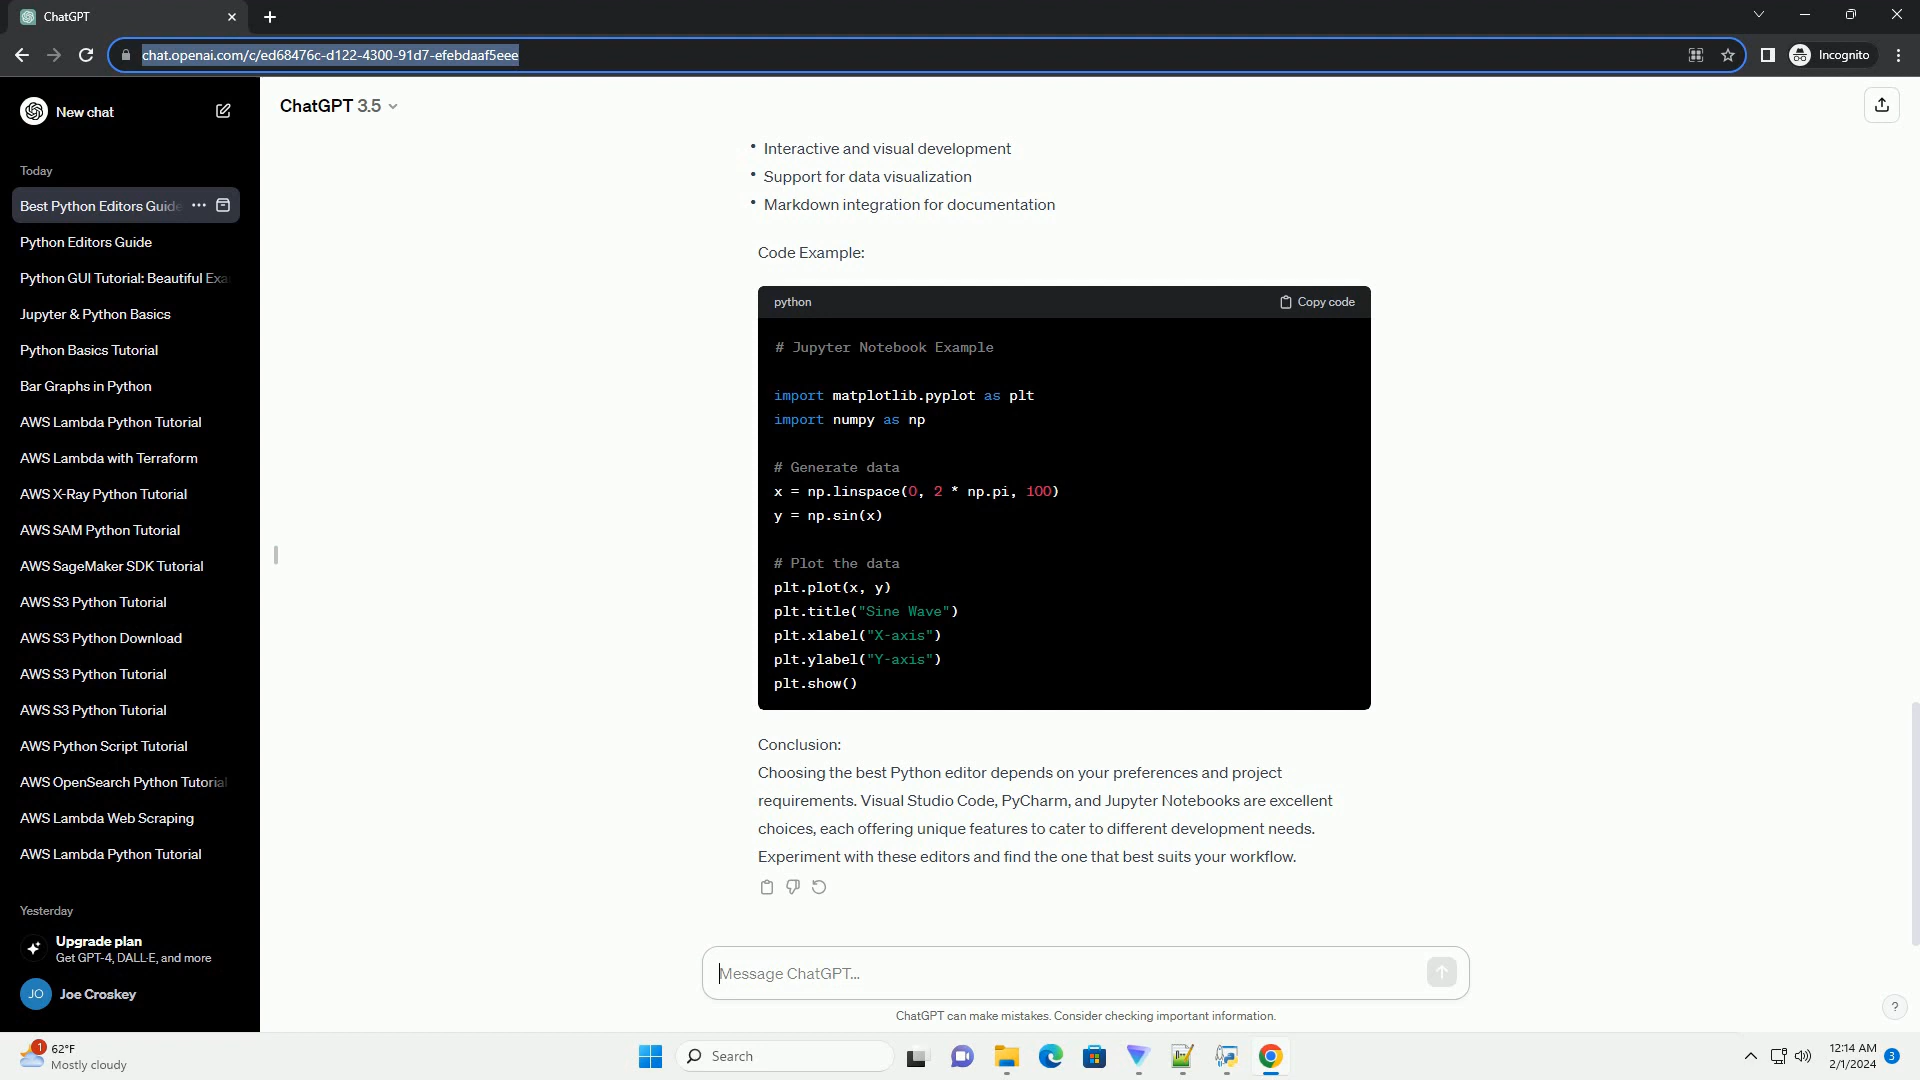 ChatGPT
chat.openai.com/c/ed68476c-d122-4300-91d7-efebdaaf5eee
Incognito
New chat
Today
Best Python Editors Guide
Python Editors Guide
Python GUI Tutorial: Beautiful Exa
Jupyter & Python Basics
Python Basics Tutorial
Bar Graphs in Python
AWS Lambda Python Tutorial
AWS Lambda with Terraform
AWS X-Ray Python Tutorial
AWS SAM Python Tutorial
AWS SageMaker SDK Tutorial
AWS S3 Python Tutorial
AWS S3 Python Download
AWS S3 Python Tutorial
AWS S3 Python Tutorial
AWS Python Script Tutorial
AWS OpenSearch Python Tutorial
AWS Lambda Web Scraping
AWS Lambda Python Tutorial
Yesterday
Upgrade plan
Get GPT-4, DALL·E, and more
JO Joe Croskey
ChatGPT 3.5
• Interactive and visual development
• Support for data visualization
• Markdown integration for documentation
Code Example:
python Copy code
# Jupyter Notebook Example
import matplotlib.pyplot as plt
import numpy as np
# Generate data
x = np.linspace(0, 2 * np.pi, 100)
y = np.sin(x)
# Plot the data
plt.plot(x, y)
plt.title("Sine Wave")
plt.xlabel("X-axis")
plt.ylabel("Y-axis")
plt.show()
Conclusion:
Choosing the best Python editor depends on your preferences and project
requirements. Visual Studio Code, PyCharm, and Jupyter Notebooks are excellent
choices, each offering unique features to cater to different development needs.
Experiment with these editors and find the one that best suits your workflow.
Message ChatGPT...
ChatGPT can make mistakes. Consider checking important information.
?
1
62°F
Mostly cloudy
Search
12:14 AM
2/1/2024
3